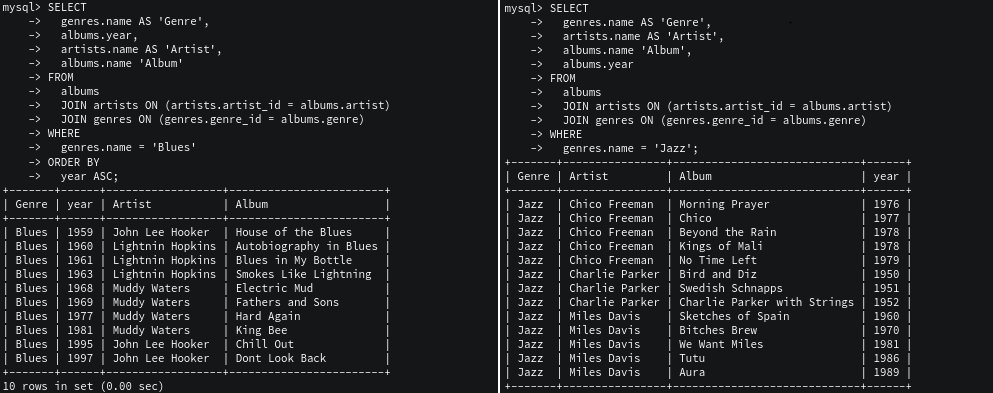 mysql> SELECT
    ->   genres.name AS 'Genre',
    ->   albums.year,
    ->   artists.name AS 'Artist',
    ->   albums.name 'Album'
    -> FROM
    ->   albums
    ->   JOIN artists ON (artists.artist_id = albums.artist)
    ->   JOIN genres ON (genres.genre_id = albums.genre)
    -> WHERE
    ->   genres.name = 'Blues'
    -> ORDER BY
    ->   year ASC;
+-------+------+------------------+------------------------+
| Genre | year | Artist           | Album                  |
+-------+------+------------------+------------------------+
| Blues | 1959 | John Lee Hooker  | House of the Blues     |
| Blues | 1960 | Lightnin Hopkins | Autobiography in Blues |
| Blues | 1961 | Lightnin Hopkins | Blues in My Bottle     |
| Blues | 1963 | Lightnin Hopkins | Smokes Like Lightning  |
| Blues | 1968 | Muddy Waters     | Electric Mud           |
| Blues | 1969 | Muddy Waters     | Fathers and Sons       |
| Blues | 1977 | Muddy Waters     | Hard Again             |
| Blues | 1981 | Muddy Waters     | King Bee               |
| Blues | 1995 | John Lee Hooker  | Chill Out              |
| Blues | 1997 | John Lee Hooker  | Dont Look Back         |
+-------+------+------------------+------------------------+
10 rows in set (0.00 sec)
mysql> SELECT
    ->   genres.name AS 'Genre',
    ->   artists.name AS 'Artist',
    ->   albums.name 'Album',
    ->   albums.year
    -> FROM
    ->   albums
    ->   JOIN artists ON (artists.artist_id = albums.artist)
    ->   JOIN genres ON (genres.genre_id = albums.genre)
    -> WHERE
    ->   genres.name = 'Jazz';
+-------+----------------+-----------------------------+------+
| Genre | Artist         | Album                       | year |
+-------+----------------+-----------------------------+------+
| Jazz  | Chico Freeman  | Morning Prayer              | 1976 |
| Jazz  | Chico Freeman  | Chico                       | 1977 |
| Jazz  | Chico Freeman  | Beyond the Rain             | 1978 |
| Jazz  | Chico Freeman  | Kings of Mali               | 1978 |
| Jazz  | Chico Freeman  | No Time Left                | 1979 |
| Jazz  | Charlie Parker | Bird and Diz                | 1950 |
| Jazz  | Charlie Parker | Swedish Schnapps            | 1951 |
| Jazz  | Charlie Parker | Charlie Parker with Strings | 1952 |
| Jazz  | Miles Davis    | Sketches of Spain           | 1960 |
| Jazz  | Miles Davis    | Bitches Brew                | 1970 |
| Jazz  | Miles Davis    | We Want Miles               | 1981 |
| Jazz  | Miles Davis    | Tutu                        | 1986 |
| Jazz  | Miles Davis    | Aura                        | 1989 |
+-------+----------------+-----------------------------+------+